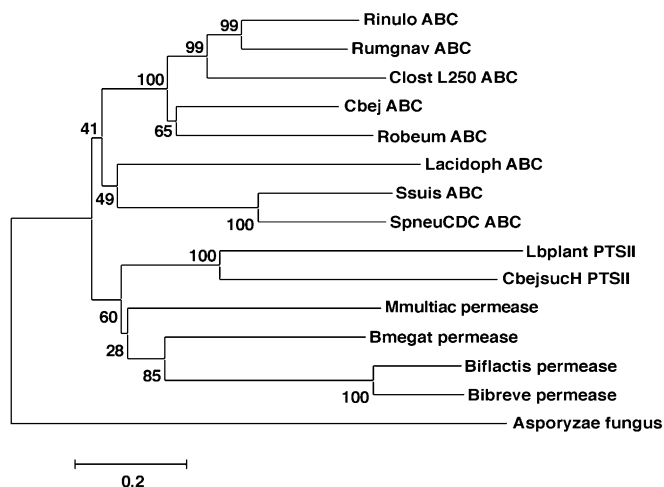 Rinulo ABC
99
Rumgnav ABC
99
Clost L250 ABC
100
Cbej ABC
65
Robeum ABC
41
Lacidoph ABC
49
Ssuis ABC
100
SpneuCDC ABC
Lbplant PTSII
100
CbejsucH PTSII
60
Mmultiac permease
28
Bmegat permease
85
Biflactis permease
100
Bibreve permease
Asporyzae fungus
0.2